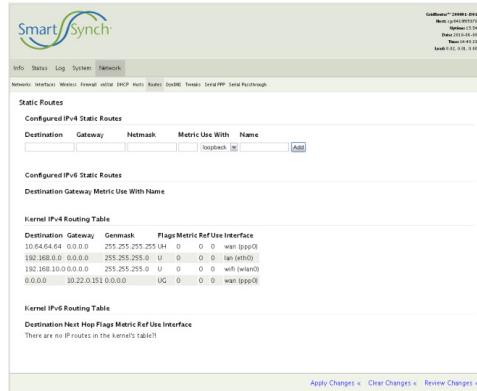 Smart Synch
Info Status Log System Network
Networks Interfaces Wireless Firewall xinSial DHCP Hosts Routes DynDNS Tweaks Serial PPP Serial Passthrough
Static Routes
Configured IPv4 Static Routes
Destination Gateway Netmask Metric Use With Name
loopback Add
Configured IPv6 Static Routes
Destination Gateway Metric Use With Name
Kernel IPv4 Routing Table
Destination Gateway Genmask Flags Metric Ref Use Interface
10.64.64.64 0.0.0.0 255.255.255.255 UH 0 0 0 wan (ppp0)
192.168.0.0 0.0.0.0 255.255.255.0 U 0 0 0 lan (eth0)
192.168.10.0 0.0.0.0 255.255.255.0 U 0 0 0 wifi (wlan0)
0.0.0.0 10.22.0.151 0.0.0.0 UG 0 0 0 wan (ppp0)
Kernel IPv6 Routing Table
Destination Next Hop Flags Metric Ref Use Interface
There are no IP routes in the kernel's table?!
Apply Changes « Clear Changes « Review Changes «